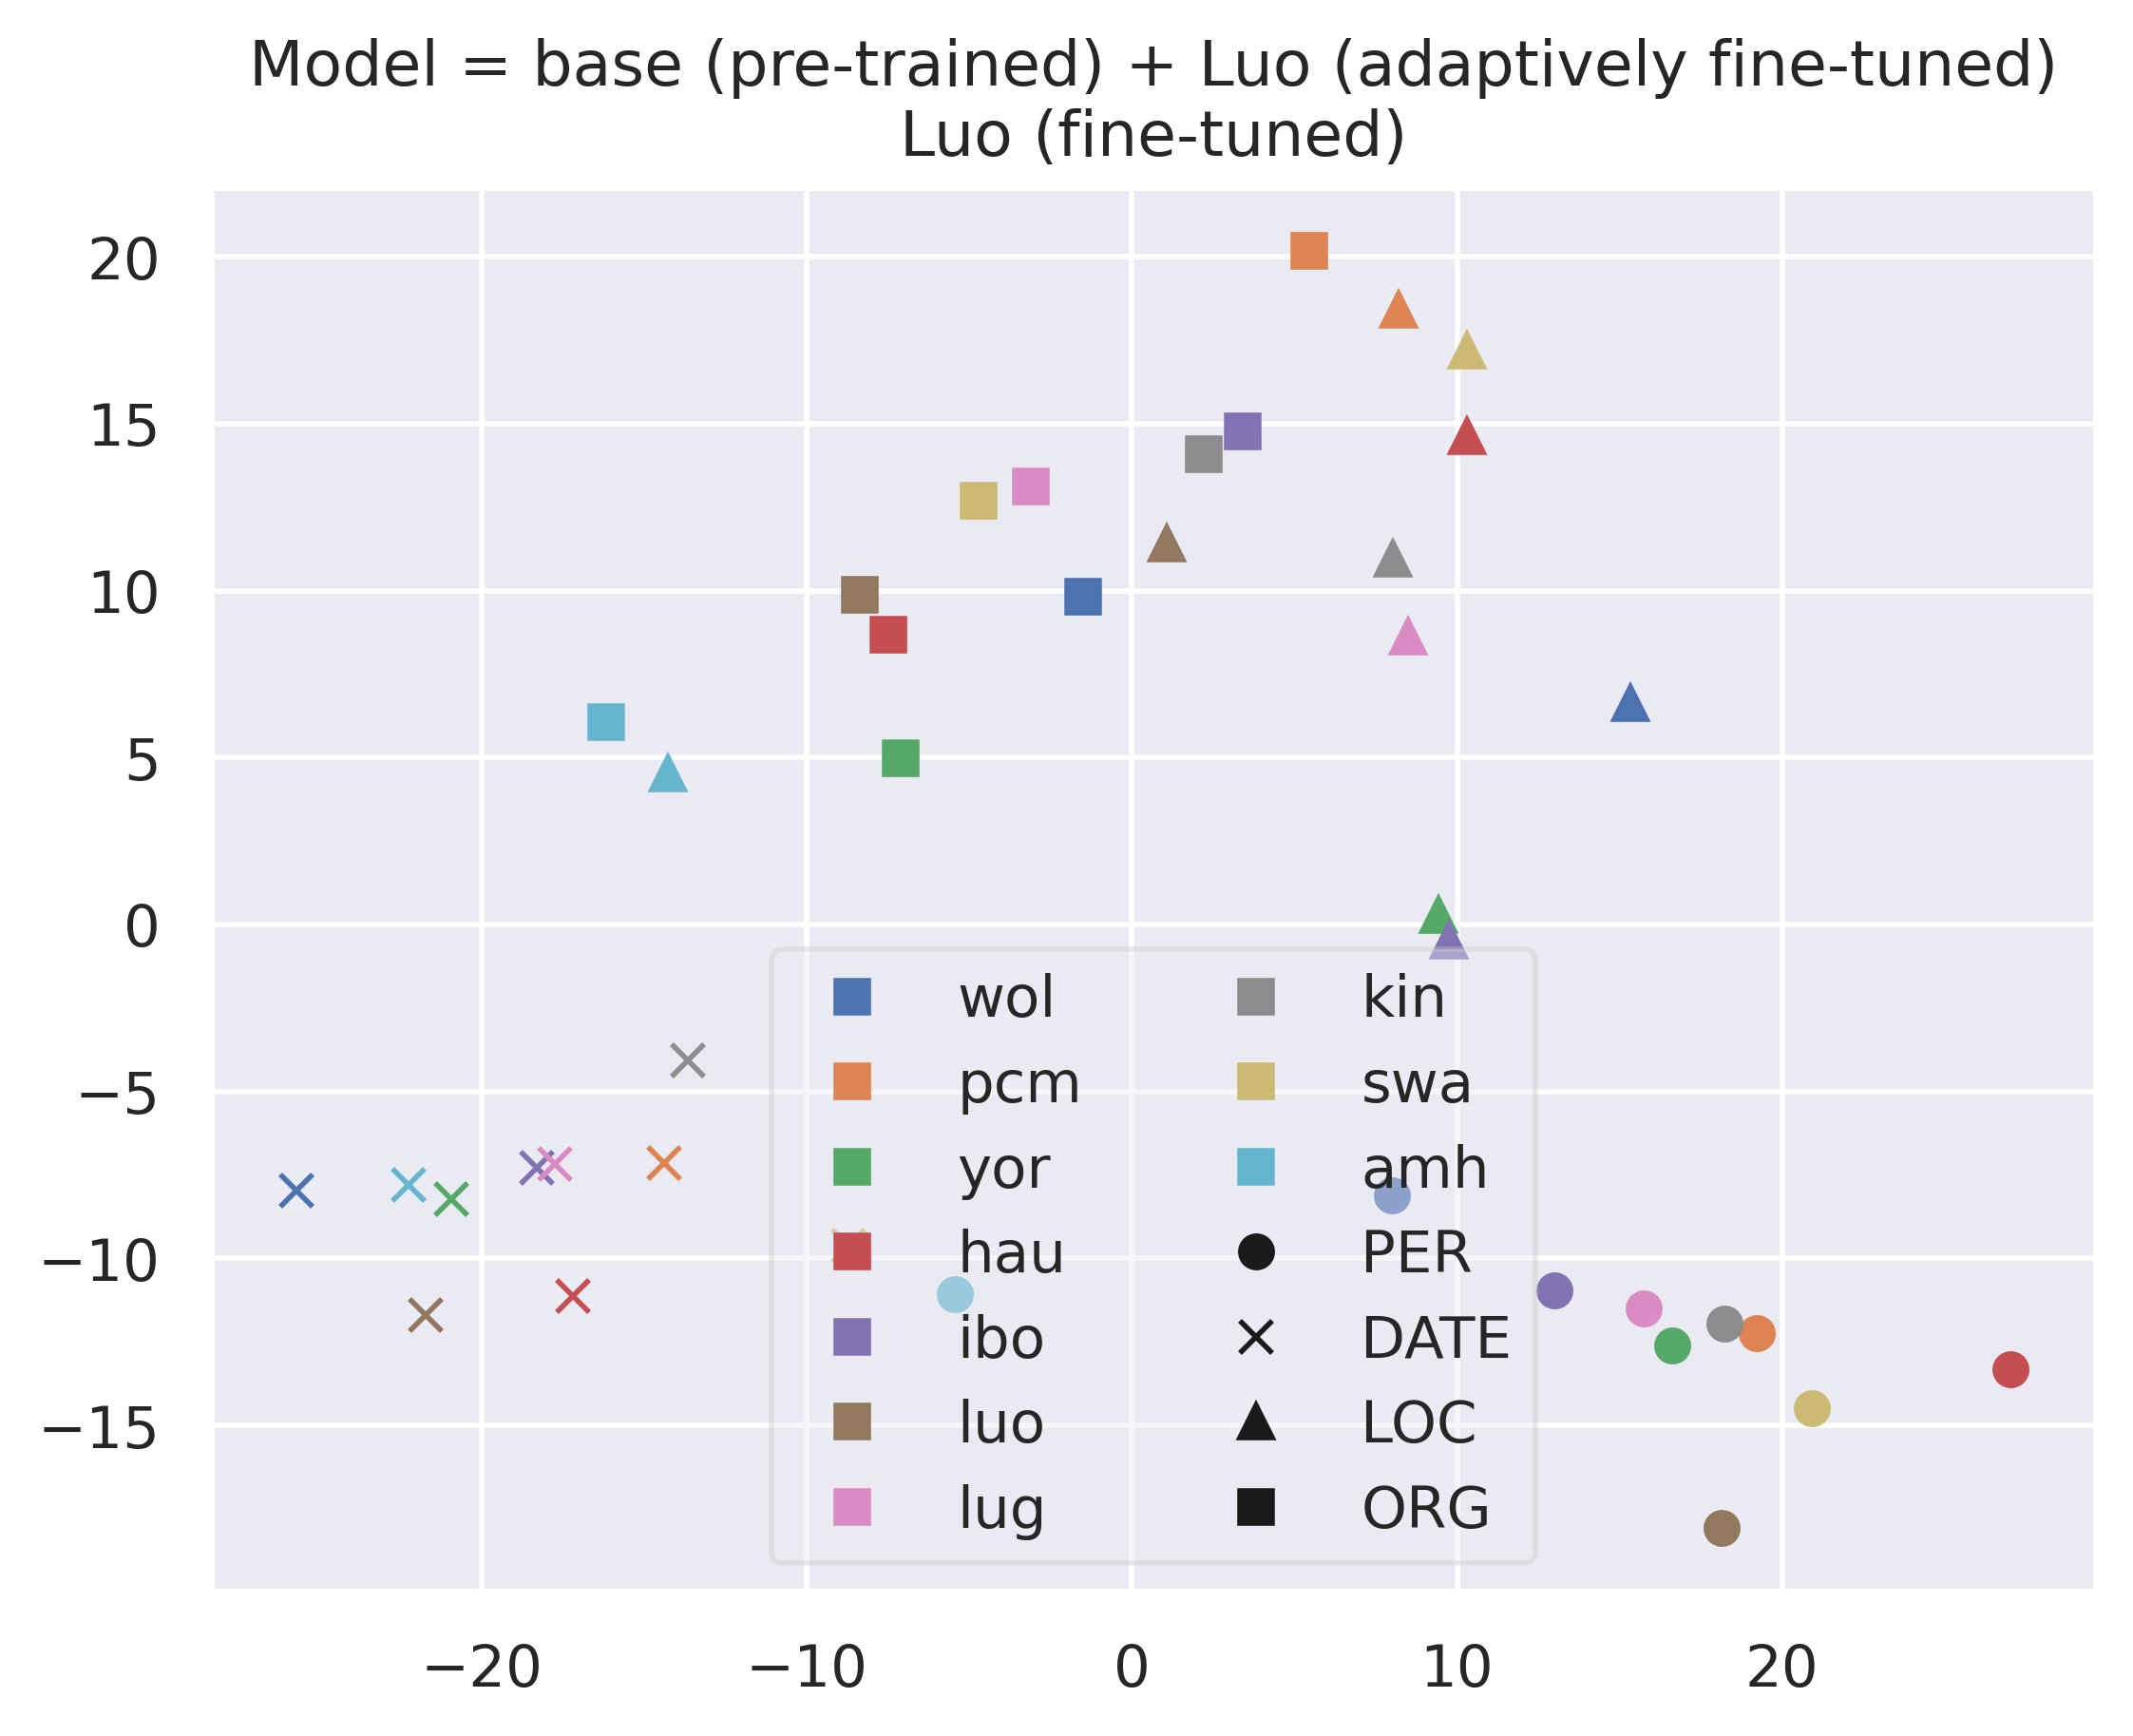 Model = base (pre-trained) + Luo (adaptively fine-tuned)
Luo (fine-tuned)
20
15
10
5
0
−5
−10
−15
wol
pcm
yor
hau
ibo
luo
lug
kin
swa
amh
PER
DATE
LOC
ORG
−20
−10
0
10
20